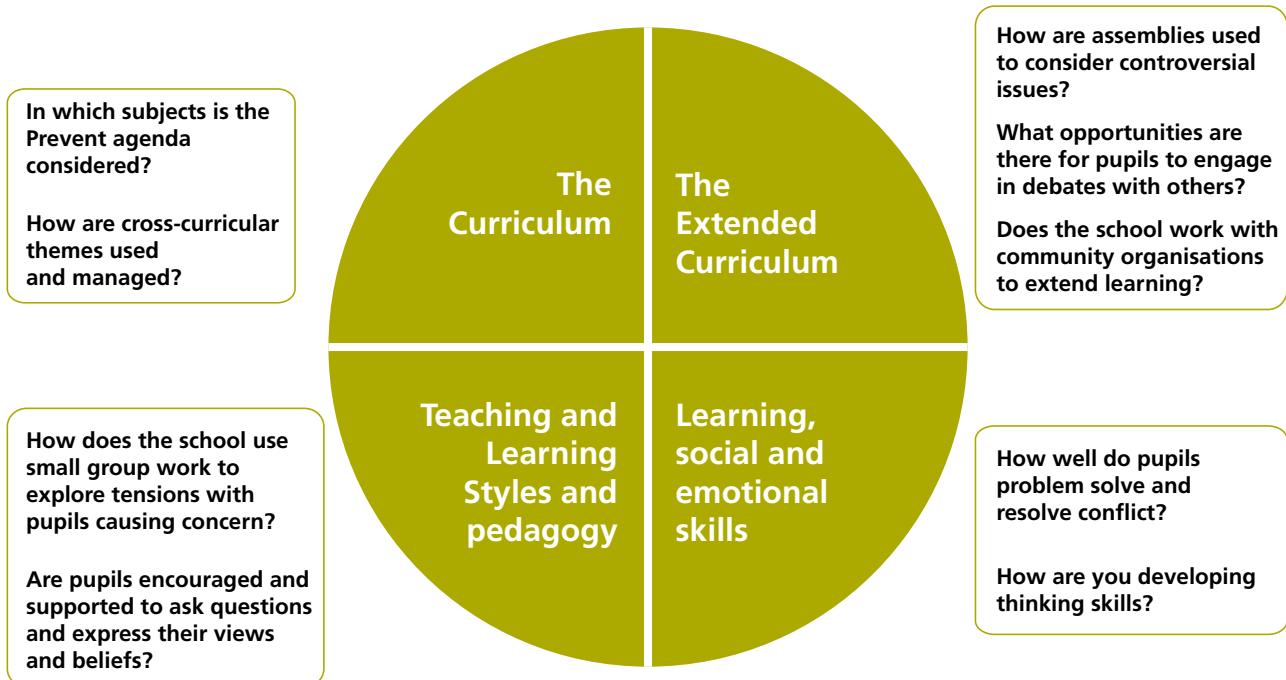 In which subjects is the
Prevent agenda
considered?
How are cross-curricular
themes used
and managed?
The
Curriculum
The
Extended
Curriculum
How are assemblies used
to consider controversial
issues?
What opportunities are
there for pupils to engage
in debates with others?
Does the school work with
community organisations
to extend learning?
How does the school use
small group work to
explore tensions with
pupils causing concern?
Are pupils encouraged and
supported to ask questions
and express their views
and beliefs?
Teaching and
Learning
Styles and
pedagogy
Learning,
social and
emotional
skills
How well do pupils
problem solve and
resolve conflict?
How are you developing
thinking skills?